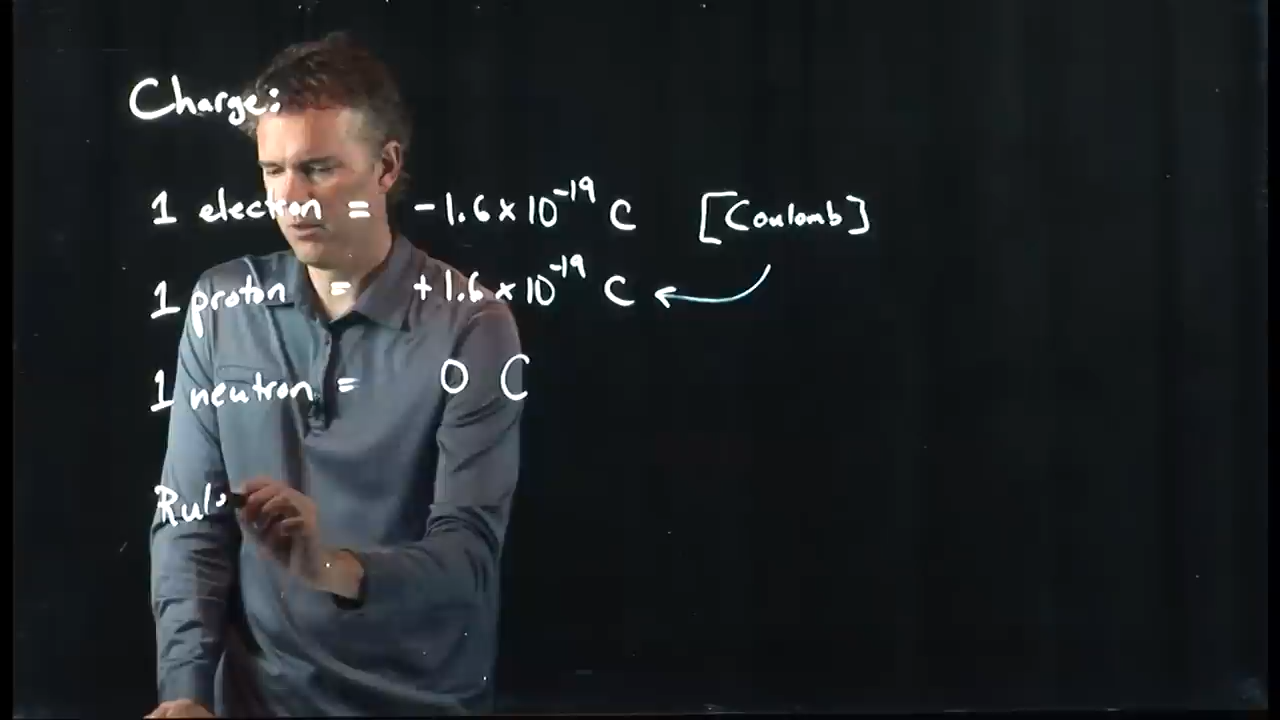 Charge:
1 electron = -1.6 × 10⁻¹⁹ C [Coulomb]
1 proton = +1.6 × 10⁻¹⁹ C
1 neutron = 0 C